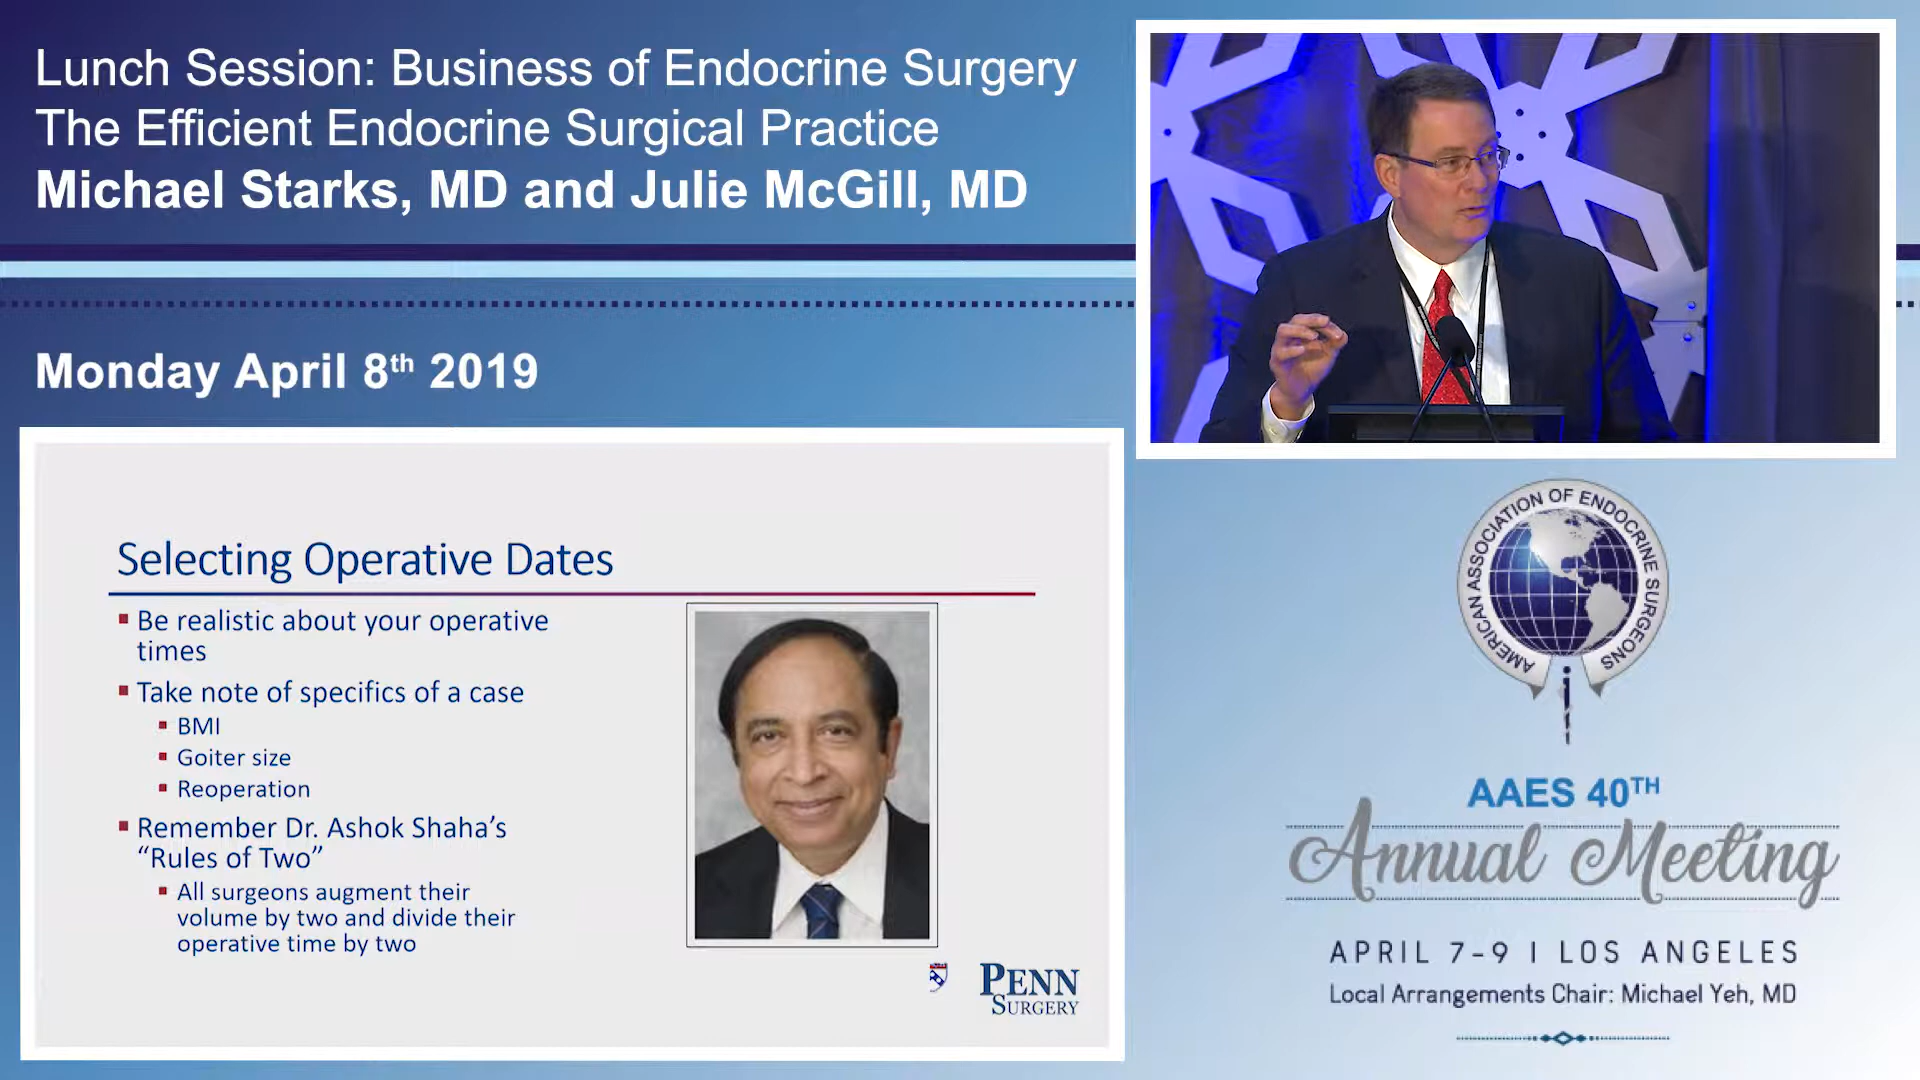 Lunch Session: Business of Endocrine Surgery
The Efficient Endocrine Surgical Practice
Michael Starks, MD and Julie McGill, MD
Monday April 8th 2019
Selecting Operative Dates
Be realistic about your operative
times
Take note of specifics of a case
BMI
Goiter size
Reoperation
Remember Dr. Ashok Shaha’s
“Rules of Two”
All surgeons augment their
volume by two and divide their
operative time by two
PENN
SURGERY
AMERICAN ASSOCIATION OF ENDOCRINE SURGEONS
AAES 40TH
Annual Meeting
APRIL 7-9 | LOS ANGELES
Local Arrangements Chair: Michael Yeh, MD